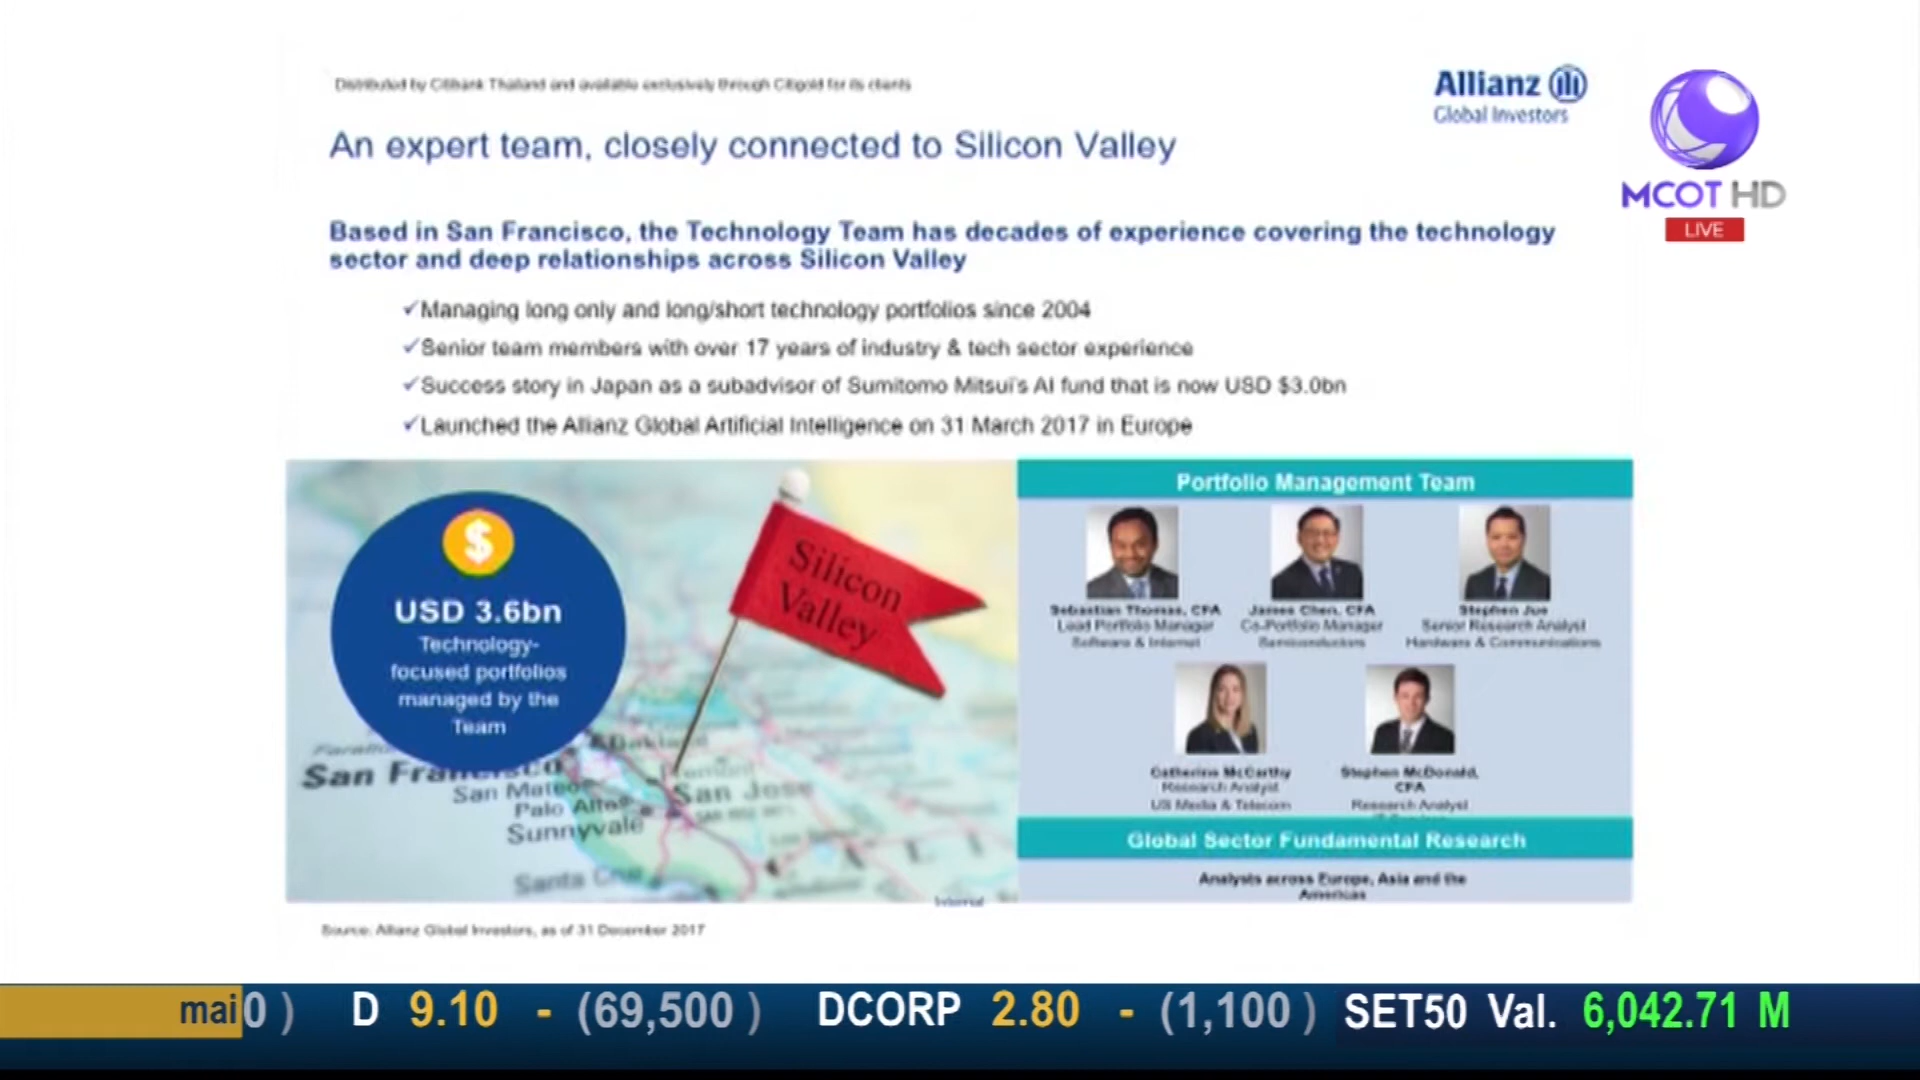 Distributed by Citibank Thailand and available exclusively through Citigold for its clients
Allianz
Global Investors
MCOT HD
LIVE
An expert team, closely connected to Silicon Valley
Based in San Francisco, the Technology Team has decades of experience covering the technology
sector and deep relationships across Silicon Valley
✓Managing long only and long/short technology portfolios since 2004
✓Senior team members with over 17 years of industry & tech sector experience
✓Success story in Japan as a subadvisor of Sumitomo Mitsui's AI fund that is now USD $3.0bn
✓Launched the Allianz Global Artificial Intelligence on 31 March 2017 in Europe
$
USD 3.6bn
Technology-
focused portfolios
managed by the
Team
Silicon
Valley
Oakland
San Francisco
San Mateo
Fremont
Palo Alto
San Jose
Sunnyvale
Santa Cruz
Portfolio Management Team
Sebastian Thomas, CFA
Lead Portfolio Manager
Software & Internet
James Chen, CFA
Co-Portfolio Manager
Semiconductors
Stephen Jue
Senior Research Analyst
Hardware & Communications
Catherine McCarthy
Research Analyst
US Media & Telecom
Stephen McDonald,
CFA
Research Analyst
Global Sector Fundamental Research
Analysts across Europe, Asia and the
Americas
Internal
Source: Allianz Global Investors, as of 31 December 2017
mai 0 ) D 9.10 - (69,500 ) DCORP 2.80 - (1,100 ) SET50 Val. 6,042.71 M